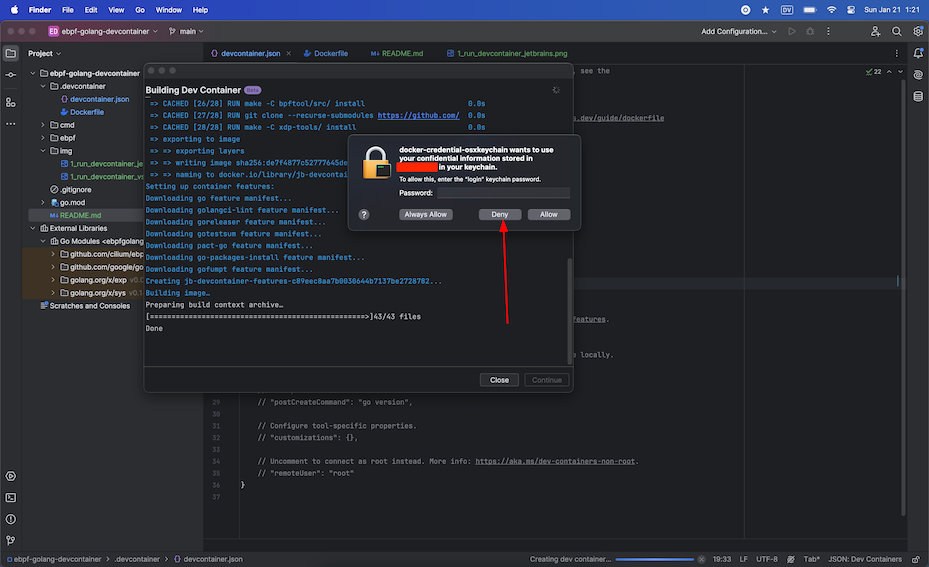 Finder File Edit View Go Window Help DV Sun Jan 21 1:21
ED ebpf-golang-devcontainer main Add Configuration...
Project
{} devcontainer.json Dockerfile M↓ README.md 1_run_devcontainer_jetbrains.png
ebpf-golang-devcontainer
.devcontainer
{} devcontainer.json
Dockerfile
cmd
ebpf
img
1_run_devcontainer_je
1_run_devcontainer_vs
.gitignore
go.mod
M↓ README.md
External Libraries
Go Modules <ebpfgolang
github.com/cilium/ebp
github.com/google/go
golang.org/x/exp v0.0
golang.org/x/sys v0.1
Scratches and Consoles
see the
22
s.dev/guide/dockerfile
Building Dev Container Beta
=> CACHED [26/28] RUN make -C bpftool/src/ install 0.0s
=> CACHED [27/28] RUN git clone --recurse-submodules https://github.com/ 0.0s
=> CACHED [28/28] RUN make -C xdp-tools/ install 0.0s
=> exporting to image
=> => exporting layers
=> => writing image sha256:de7f4877c52777645de
=> => naming to docker.io/library/jb-devcontai
Setting up container features:
Downloading go feature manifest...
Downloading golangci-lint feature manifest...
Downloading goreleaser feature manifest...
Downloading gotestsum feature manifest...
Downloading pact-go feature manifest...
Downloading go-packages-install feature manifest...
Downloading gofumpt feature manifest...
Creating jb-devcontainer-features-c89eec8aa7b0038644b7137be2728782...
Building image…
Preparing build context archive…
[==================================================>]43/43 files
Done
Close Continue
docker-credential-osxkeychain wants to use
your confidential information stored in
in your keychain.
To allow this, enter the "login" keychain password.
Password:
? Always Allow Deny Allow
features.
locally.
29 // "postCreateCommand": "go version",
30
31 // Configure tool-specific properties.
32 // "customizations": {},
33
34 // Uncomment to connect as root instead. More info: https://aka.ms/dev-containers-non-root.
35 // "remoteUser": "root"
36 }
37
ebpf-golang-devcontainer > .devcontainer > {} devcontainer.json Creating dev container... 19:33 LF UTF-8 Tab* JSON: Dev Containers